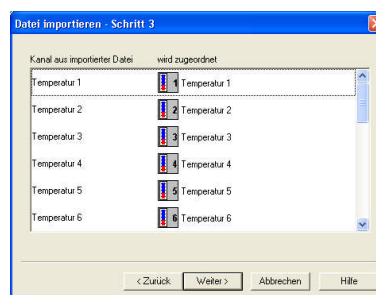 Datei importieren - Schritt 3
Kanal aus importierter Datei wird zugeordnet
Temperatur 1 1 Temperatur 1
Temperatur 2 2 Temperatur 2
Temperatur 3 3 Temperatur 3
Temperatur 4 4 Temperatur 4
Temperatur 5 5 Temperatur 5
Temperatur 6 6 Temperatur 6
< Zurück Weiter > Abbrechen Hilfe